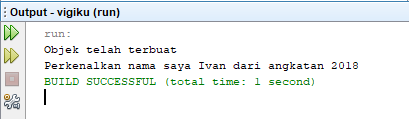 Output - vigiku (run)
run:
Objek telah terbuat
Perkenalkan nama saya Ivan dari angkatan 2018
BUILD SUCCESSFUL (total time: 1 second)